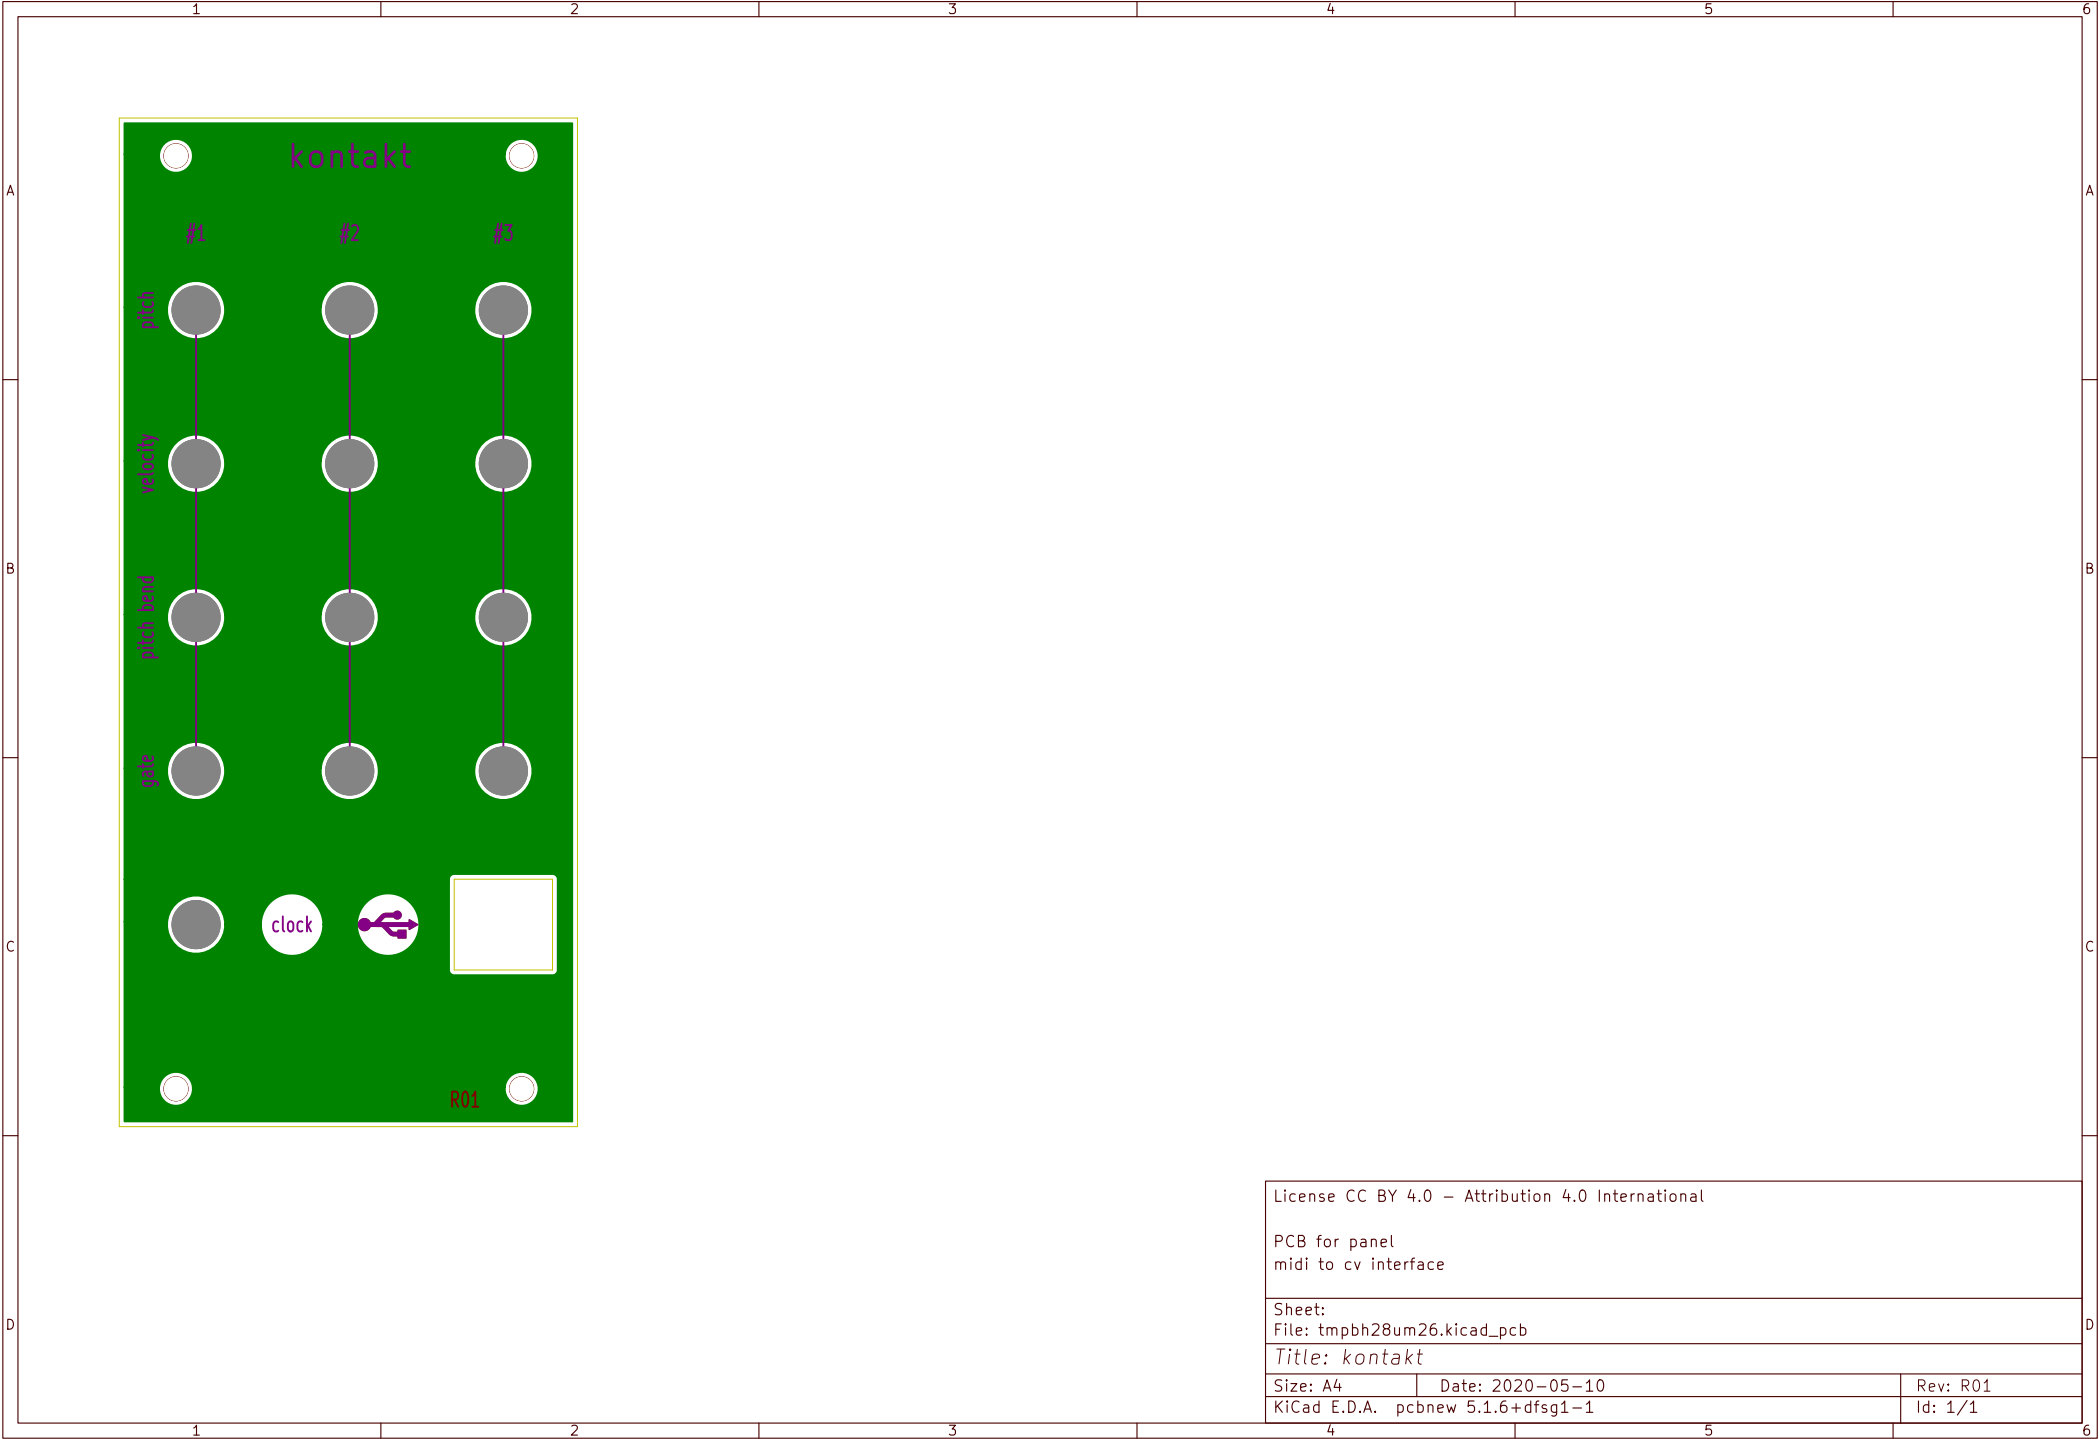 1 2 3 4 5 6
A A
kontakt
#1 #2 #3
pitch
velocity
B B
pitch bend
gate
clock
C C
R01
License CC BY 4.0 - Attribution 4.0 International
PCB for panel
midi to cv interface
Sheet:
File: tmpbh28um26.kicad_pcb
D D
Title: kontakt
Size: A4 Date: 2020-05-10 Rev: R01
KiCad E.D.A. pcbnew 5.1.6+dfsg1-1 Id: 1/1
1 2 3 4 5 6